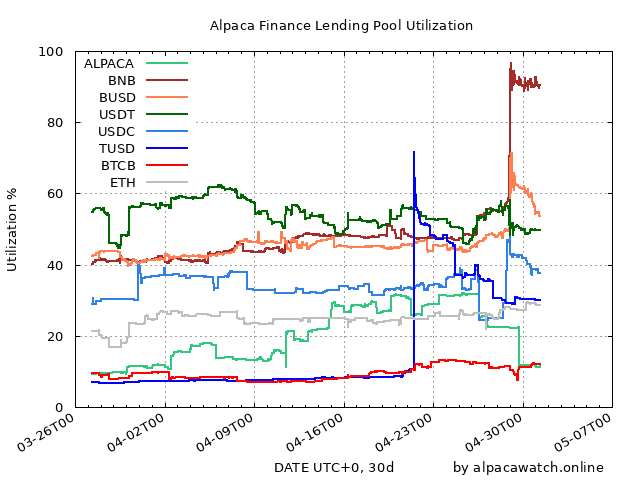 Alpaca Finance Lending Pool Utilization
100
80
60
40
20
0
Utilization %
ALPACA
BNB
BUSD
USDT
USDC
TUSD
BTCB
ETH
03-26T00
04-02T00
04-09T00
04-16T00
04-23T00
04-30T00
05-07T00
DATE UTC+0, 30d
by alpacawatch.online